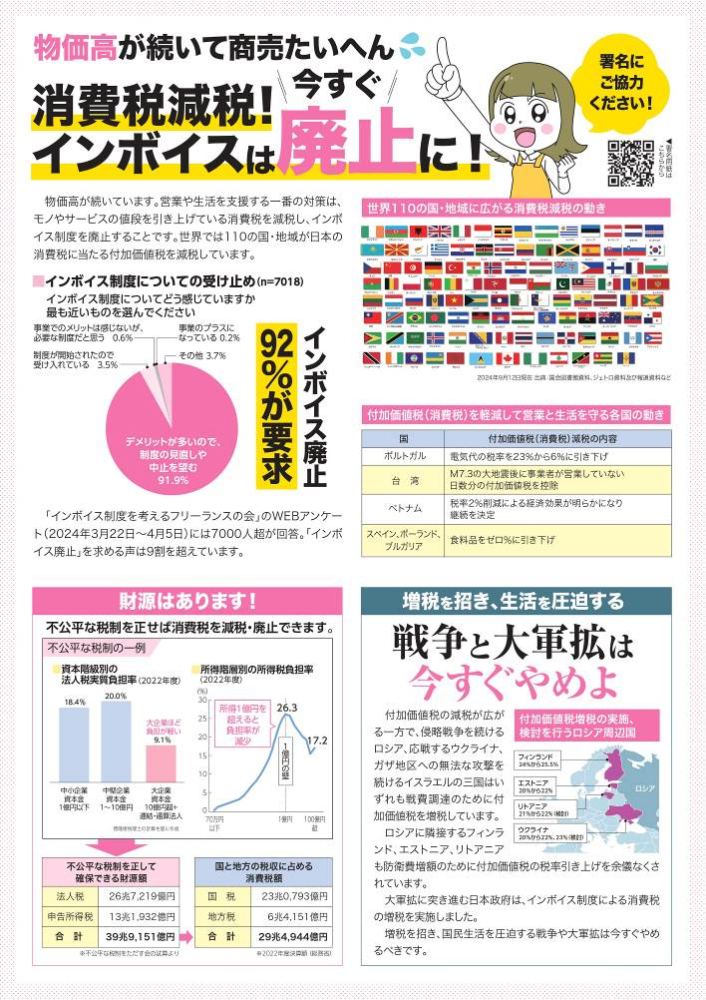 物価高が続いて商売たいへん
消費税減税!
今すぐ
インボイスは廃止に!
署名に
ご協力
ください!
▲署名用紙は
こちらから
物価高が続いています。営業や生活を支援する一番の対策は、
モノやサービスの値段を引き上げている消費税を減税し、インボ
イス制度を廃止することです。世界では110の国・地域が日本の
消費税に当たる付加価値税を減税しています。
■インボイス制度についての受け止め(n=7018)
インボイス制度についてどう感じていますか
最も近いものを選んでください
事業でのメリットは感じないが、
必要な制度だと思う 0.6%
事業のプラスに
なっている 0.2%
制度が開始されたので
受け入れている 3.5%
その他 3.7%
デメリットが多いので、
制度の見直しや
中止を望む
91.9%
インボイス廃止
92%が要求
「インボイス制度を考えるフリーランスの会」のWEBアンケー
ト(2024年3月22日〜4月5日)には7000人超が回答。「インボ
イス廃止」を求める声は9割を超えています。
世界110の国・地域に広がる消費税減税の動き
2024年9月12日現在 出典:国会図書館資料、ジェトロ資料及び報道資料など
付加価値税(消費税)を軽減して営業と生活を守る各国の動き
国 付加価値税(消費税)減税の内容
ポルトガル 電気代の税率を23%から6%に引き下げ
台 湾 M7.3の大地震後に事業者が営業していない
日数分の付加価値税を控除
ベトナム 税率2%削減による経済効果が明らかになり
継続を決定
スペイン、ポーランド、
ブルガリア 食料品をゼロ%に引き下げ
財源はあります!
不公平な税制を正せば消費税を減税・廃止できます。
不公平な税制の一例
■資本階級別の
法人税実質負担率(2022年度)
18.4%
20.0%
大企業ほど
負担が軽い
9.1%
中小企業
資本金
1億円以下
中堅企業
資本金
1〜10億円
大企業
資本金
10億円超+
連結・通算法人
■所得階層別の所得税負担率
(2022年度)
(%)
30
25
20
15
10
5
0
所得1億円を
超えると
負担率が
減少
26.3
17.2
1億円の壁
70万円
以下
1億円
100億円
超
不公平な税制を正して
確保できる財源額
法人税 26兆7,219億円
申告所得税 13兆1,932億円
合 計 39兆9,151億円
※不公平な税制をただす会の試算より
国と地方の税収に占める
消費税額
国 税 23兆0,793億円
地方税 6兆4,151億円
合 計 29兆4,944億円
※2022年度決算額(総務省)
増税を招き、生活を圧迫する
戦争と大軍拡は
今すぐやめよ
付加価値税の減税が広が
る一方で、侵略戦争を続ける
ロシア、応戦するウクライナ、
ガザ地区への無法な攻撃を
続けるイスラエルの三国はい
ずれも戦費調達のために付
加価値税を増税しています。
ロシアに隣接するフィンラ
ンド、エストニア、リトアニア
も防衛費増額のために付加価値税の税率引き上げを余儀なくさ
れています。
大軍拡に突き進む日本政府は、インボイス制度による消費税
の増税を実施しました。
増税を招き、国民生活を圧迫する戦争や大軍拡は今すぐやめ
るべきです。
付加価値税増税の実施、
検討を行うロシア周辺国
フィンランド
24%から25.5%
エストニア
20%から22%
リトアニア
21%から22%(検討)
ウクライナ
20%から22%、23%(検討)
ロシア